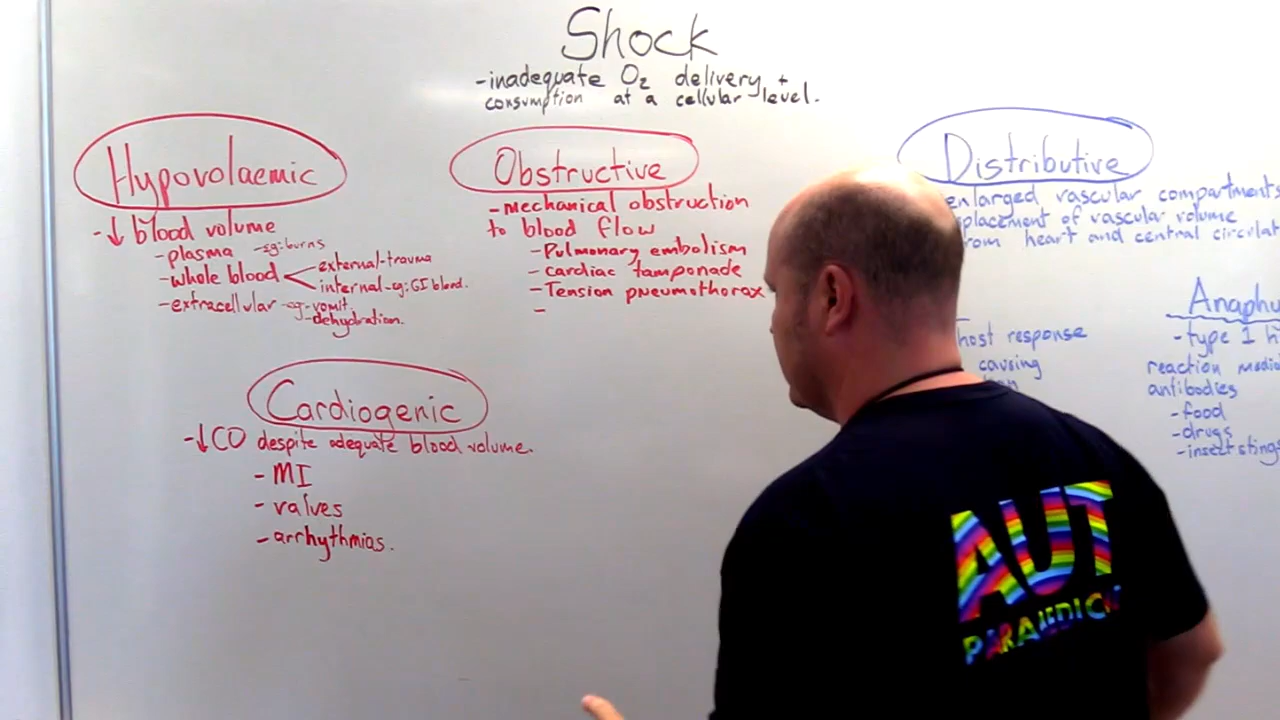 Shock
-inadequate O2 delivery +
consumption at a cellular level.
Hypovolaemic
-↓ blood volume
-plasma -eg:burns
-whole blood
external-trauma
internal-eg:GI bleed.
-extracellular -eg-vomit
-dehydration.
Obstructive
-mechanical obstruction
to blood flow
-Pulmonary embolism
-cardiac tamponade
-Tension pneumothorax
-
Cardiogenic
-↓CO despite adequate blood volume.
-MI
-valves
-arrhythmias.
Distributive
enlarged vascular compartments
placement of vascular volume
from heart and central circulat
host response
causing
Anaphy
-type 1 h
reaction media
antibodies
-food
-drugs
-insect sting
AUT
PARAMEDIC